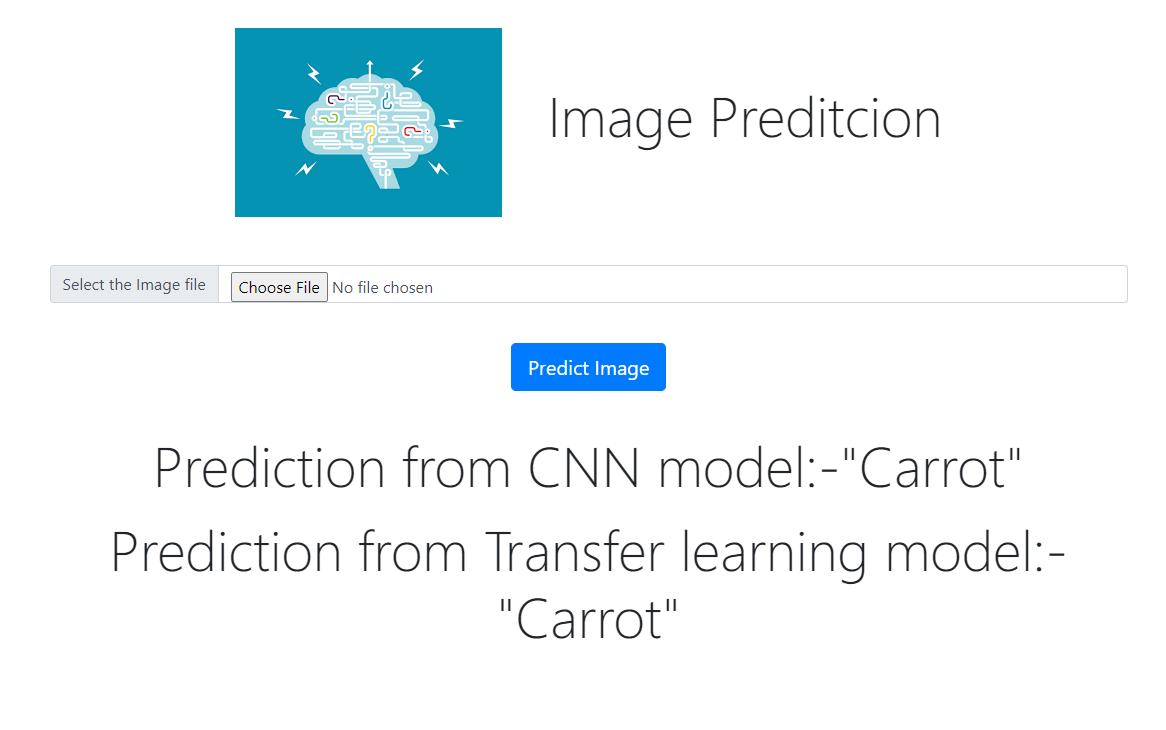 Image Preditcion
Select the Image file
Choose File No file chosen
Predict Image
Prediction from CNN model:-"Carrot"
Prediction from Transfer learning model:-
"Carrot"